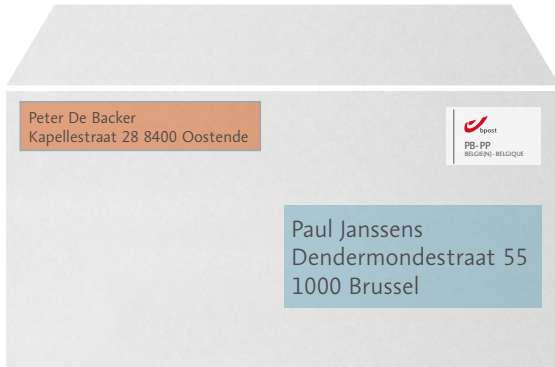 Peter De Backer
Kapellestraat 28 8400 Oostende
bpost
PB-PP
BELGIE(N) - BELGIQUE
Paul Janssens
Dendermondestraat 55
1000 Brussel